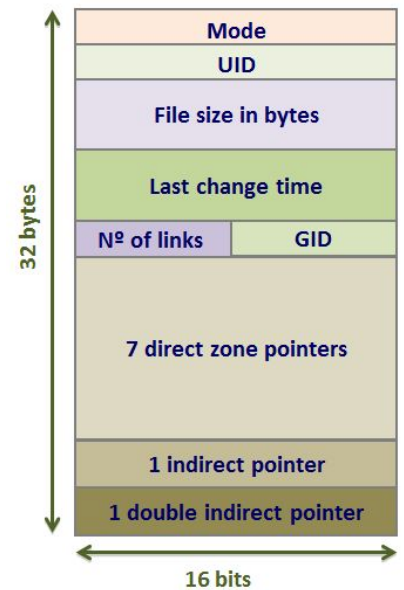 Mode
UID
File size in bytes
Last change time
Nº of links GID
7 direct zone pointers
1 indirect pointer
1 double indirect pointer
32 bytes
16 bits